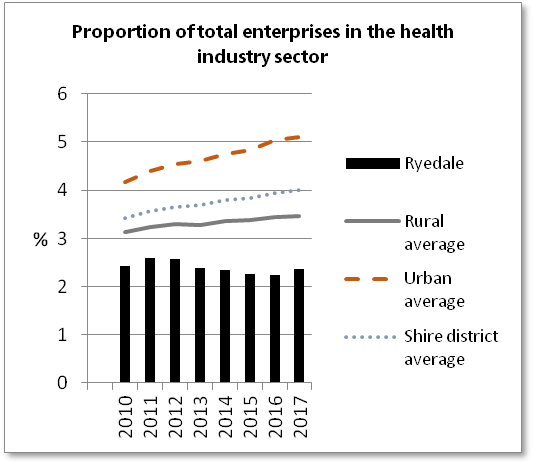 Proportion of total enterprises in the health
industry sector
6
5
4
3
2
1
0
%
2010
2011
2012
2013
2014
2015
2016
2017
Ryedale
Rural
average
Urban
average
Shire district
average